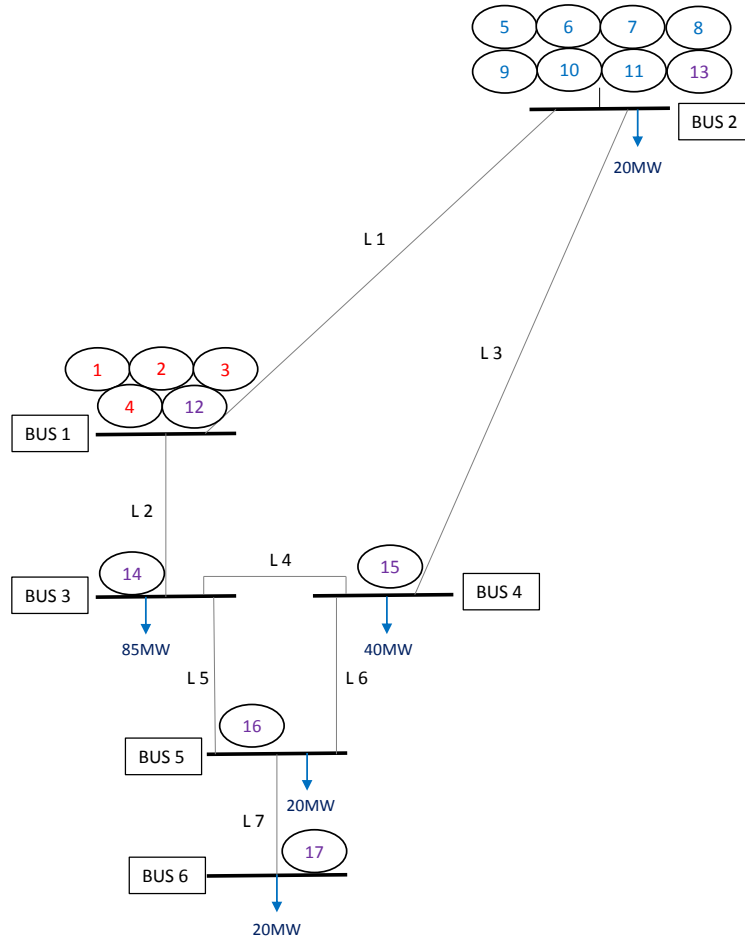 5 6 7 8
9 10 11 13
BUS 2
20MW
L 1
L 3
1 2 3
4 12
BUS 1
L 2
L 4
14 15
BUS 3 BUS 4
85MW 40MW
L 5 L 6
16
BUS 5
20MW
L 7
17
BUS 6
20MW